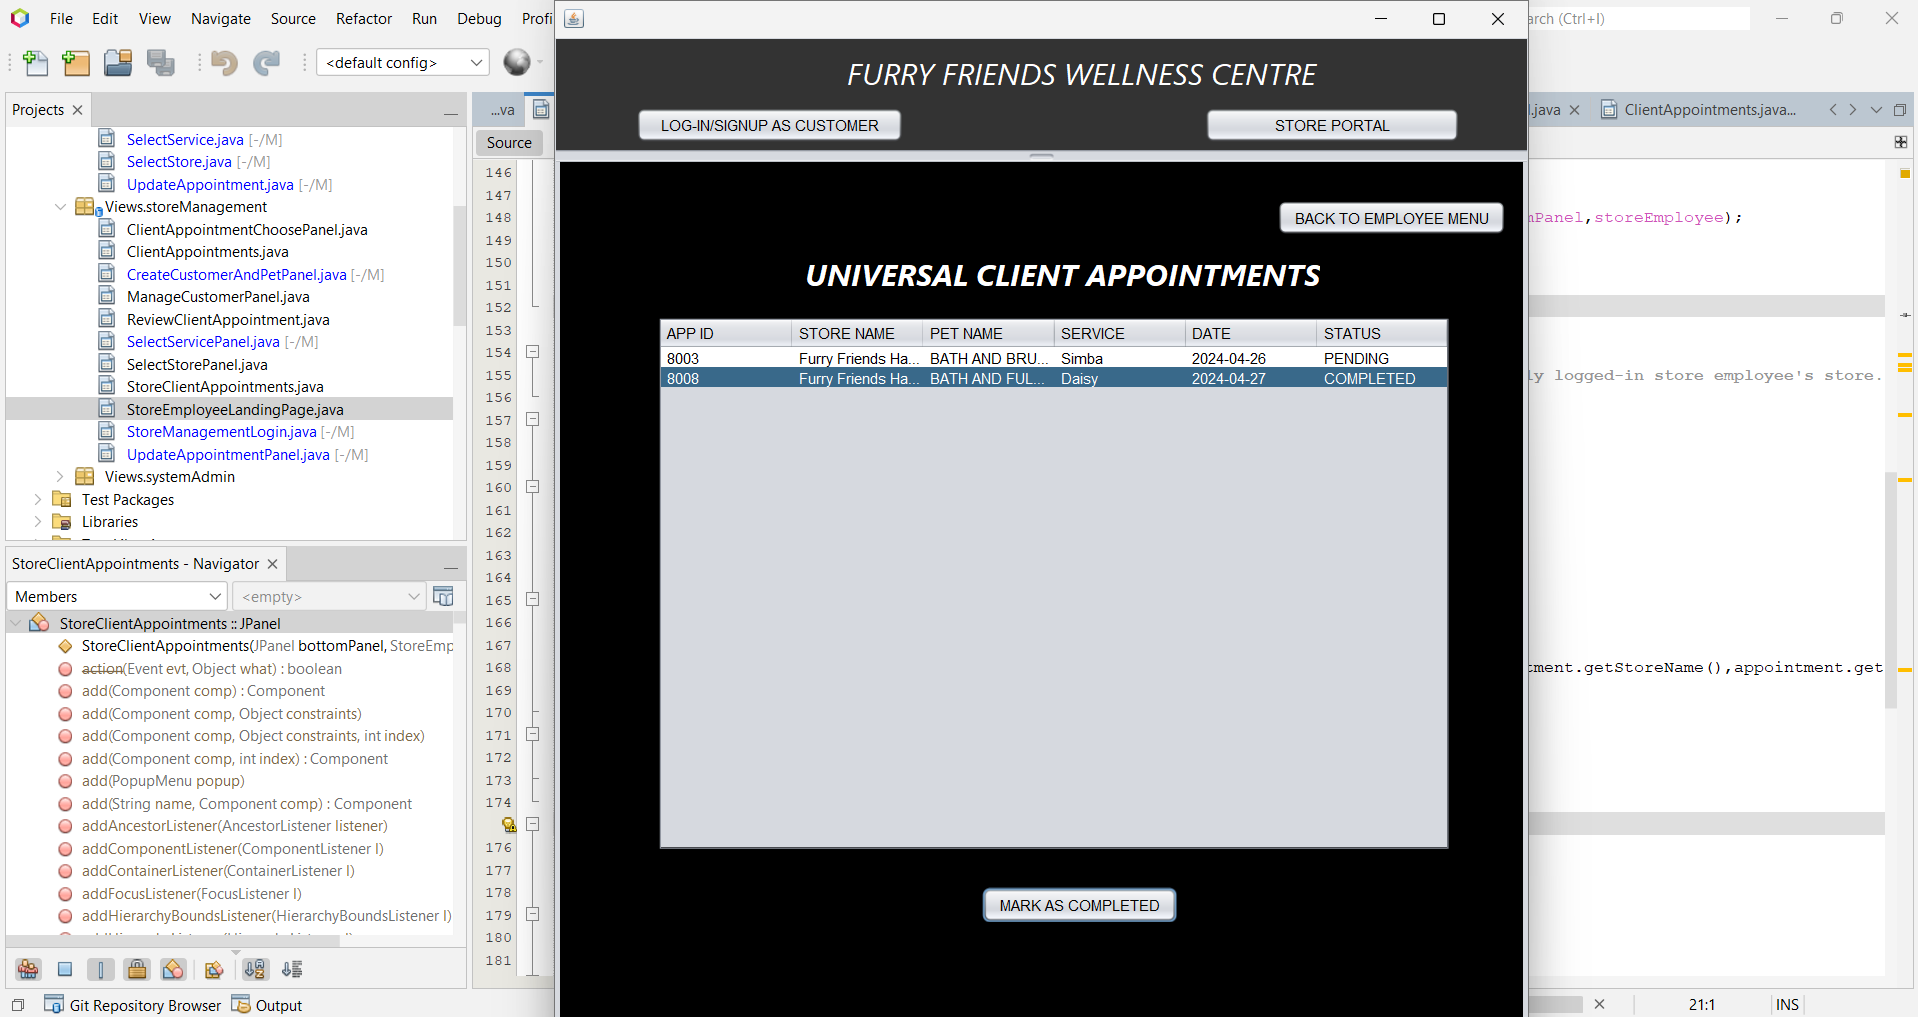 File Edit View Navigate Source Refactor Run Debug Profi
arch (Ctrl+I)
<default config>
FURRY FRIENDS WELLNESS CENTRE
LOG-IN/SIGNUP AS CUSTOMER
STORE PORTAL
Projects
...va
.java
ClientAppointments.java...
Source
SelectService.java [-/M]
SelectStore.java [-/M]
UpdateAppointment.java [-/M]
Views.storeManagement
ClientAppointmentChoosePanel.java
ClientAppointments.java
CreateCustomerAndPetPanel.java [-/M]
ManageCustomerPanel.java
ReviewClientAppointment.java
SelectServicePanel.java [-/M]
SelectStorePanel.java
StoreClientAppointments.java
StoreEmployeeLandingPage.java
StoreManagementLogin.java [-/M]
UpdateAppointmentPanel.java [-/M]
Views.systemAdmin
Test Packages
Libraries
StoreClientAppointments - Navigator
Members
<empty>
StoreClientAppointments :: JPanel
StoreClientAppointments(JPanel bottomPanel, StoreEmp
action(Event evt, Object what) : boolean
add(Component comp) : Component
add(Component comp, Object constraints)
add(Component comp, Object constraints, int index)
add(Component comp, int index) : Component
add(PopupMenu popup)
add(String name, Component comp) : Component
addAncestorListener(AncestorListener listener)
addComponentListener(ComponentListener l)
addContainerListener(ContainerListener l)
addFocusListener(FocusListener l)
addHierarchyBoundsListener(HierarchyBoundsListener l)
146
147
148
149
150
151
152
153
154
155
156
157
158
159
160
161
162
163
164
165
166
167
168
169
170
171
172
173
174
176
177
178
179
180
181
BACK TO EMPLOYEE MENU
UNIVERSAL CLIENT APPOINTMENTS
APP ID STORE NAME PET NAME SERVICE DATE STATUS
8003 Furry Friends Ha... BATH AND BRU... Simba 2024-04-26 PENDING
8008 Furry Friends Ha... BATH AND FUL... Daisy 2024-04-27 COMPLETED
MARK AS COMPLETED
nPanel,storeEmployee);
ly logged-in store employee's store.
tment.getStoreName(),appointment.get
Git Repository Browser Output
21:1 INS